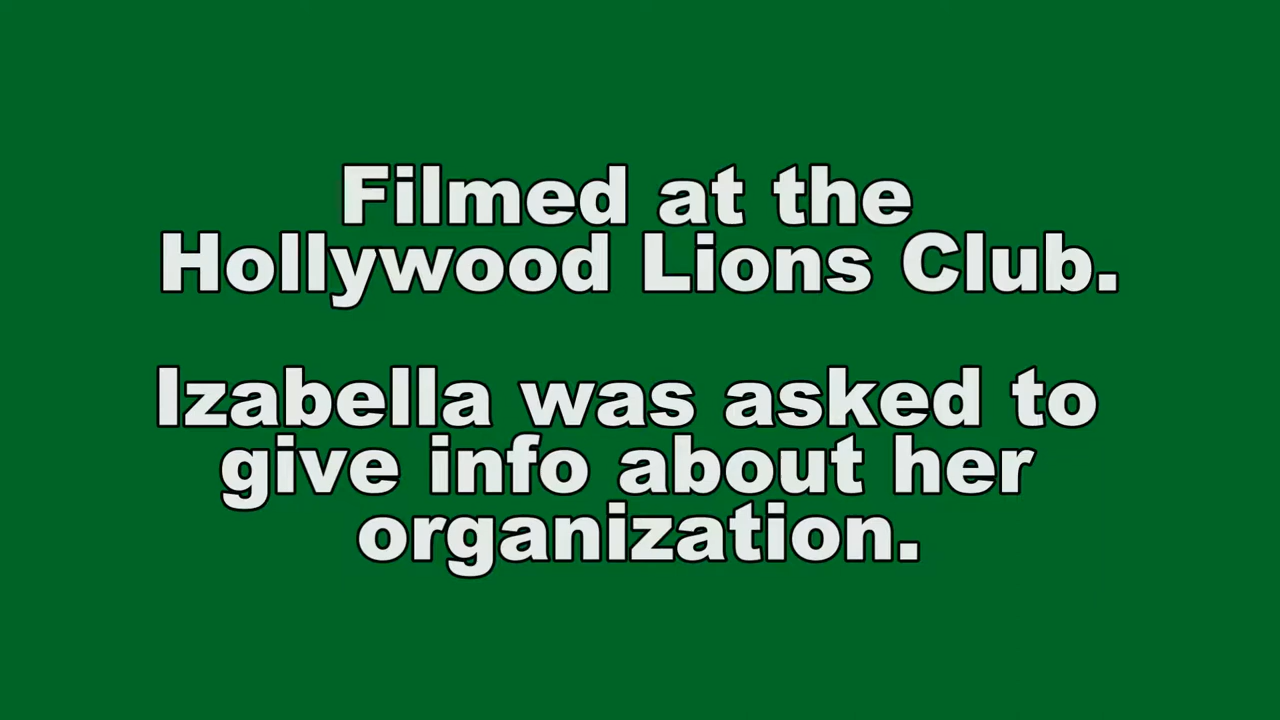 Filmed at the
Hollywood Lions Club.
Izabella was asked to
give info about her
organization.